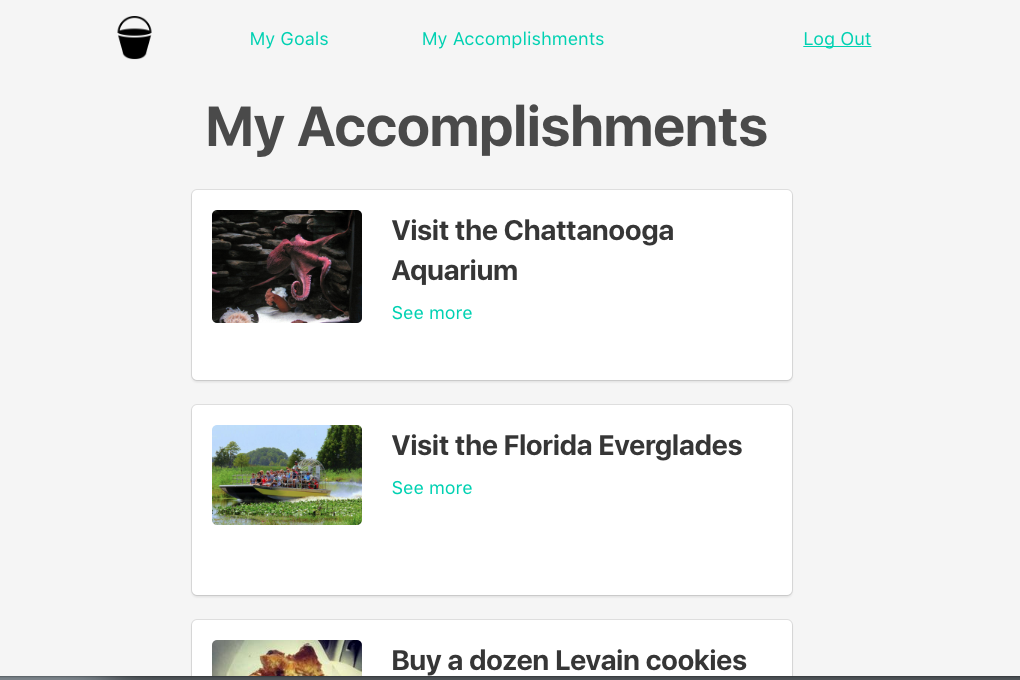 My Goals
My Accomplishments
Log Out
My Accomplishments
Visit the Chattanooga
Aquarium
See more
Visit the Florida Everglades
See more
Buy a dozen Levain cookies